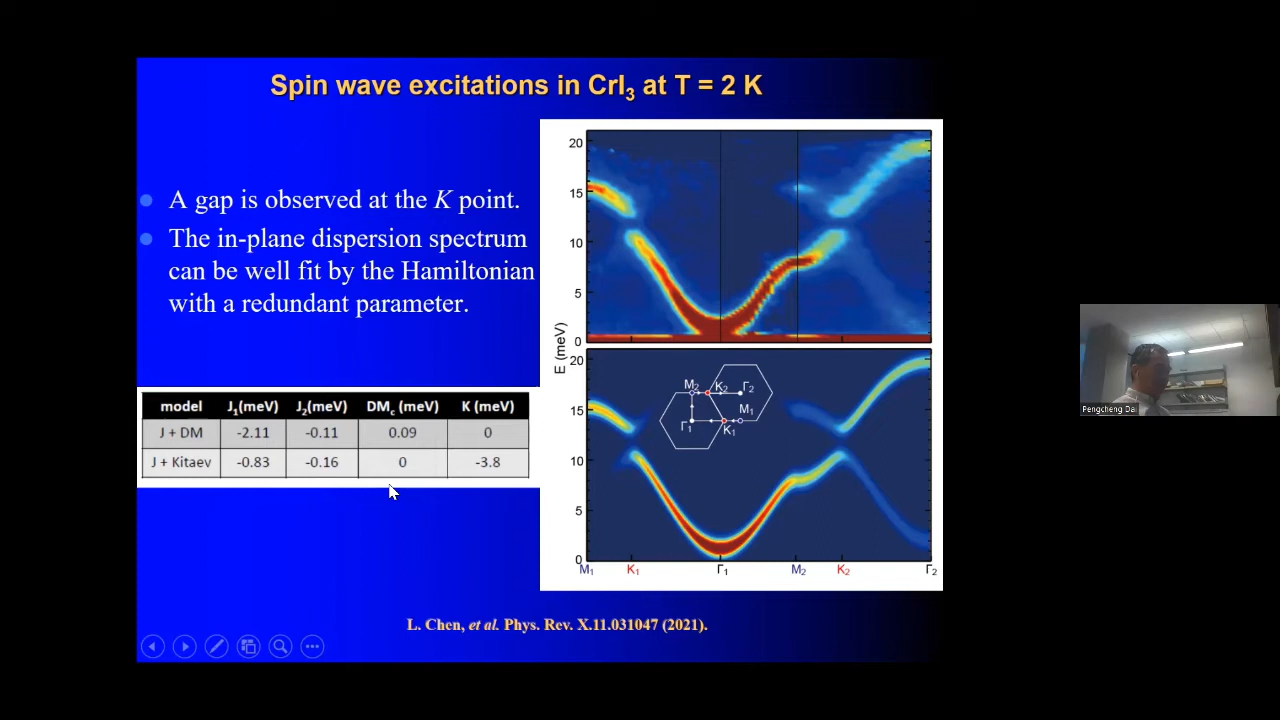 Spin wave excitations in CrI₃ at T = 2 K
A gap is observed at the K point.
The in-plane dispersion spectrum
can be well fit by the Hamiltonian
with a redundant parameter.
model J₁(meV) J₂(meV) DM꜀ (meV) K (meV)
J + DM -2.11 -0.11 0.09 0
J + Kitaev -0.83 -0.16 0 -3.8
20
15
10
5
0
E (meV)
20
15
10
5
0
M₂ K₂ Γ₂
M₁
Γ₁ K₁
M₁ K₁ Γ₁ M₂ K₂ Γ₂
L. Chen, et al. Phys. Rev. X.11.031047 (2021).
Pengcheng Dai